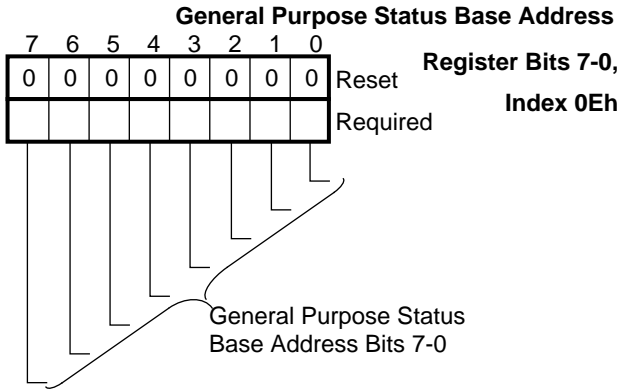 General Purpose Status Base Address
Register Bits 7-0,
Index 0Eh
7 6 5 4 3 2 1 0
0 0 0 0 0 0 0 0 Reset
Required
General Purpose Status
Base Address Bits 7-0